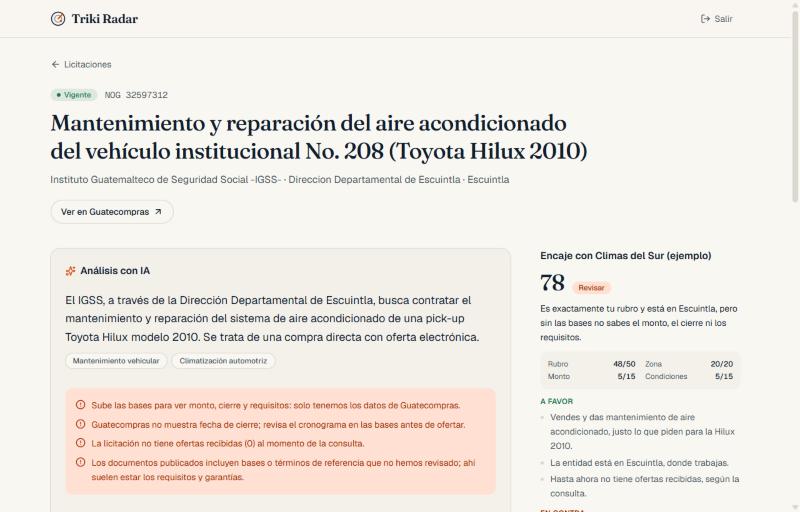 Triki Radar
Salir
Licitaciones
Vigente NOG 32597312
Mantenimiento y reparación del aire acondicionado
del vehículo institucional No. 208 (Toyota Hilux 2010)
Instituto Guatemalteco de Seguridad Social -IGSS- · Direccion Departamental de Escuintla · Escuintla
Ver en Guatecompras
Análisis con IA
El IGSS, a través de la Dirección Departamental de Escuintla, busca contratar el
mantenimiento y reparación del sistema de aire acondicionado de una pick-up
Toyota Hilux modelo 2010. Se trata de una compra directa con oferta electrónica.
Mantenimiento vehicular
Climatización automotriz
Sube las bases para ver monto, cierre y requisitos: solo tenemos los datos de Guatecompras.
Guatecompras no muestra fecha de cierre; revisa el cronograma en las bases antes de ofertar.
La licitación no tiene ofertas recibidas (0) al momento de la consulta.
Los documentos publicados incluyen bases o términos de referencia que no hemos revisado; ahí
suelen estar los requisitos y garantías.
Encaje con Climas del Sur (ejemplo)
78 Revisar
Es exactamente tu rubro y está en Escuintla, pero
sin las bases no sabes el monto, el cierre ni los
requisitos.
Rubro 48/50 Zona 20/20
Monto 5/15 Condiciones 5/15
A FAVOR
Vendes y das mantenimiento de aire
acondicionado, justo lo que piden para la Hilux
2010.
La entidad está en Escuintla, donde trabajas.
Hasta ahora no tiene ofertas recibidas, según la
consulta.
EN CONTRA